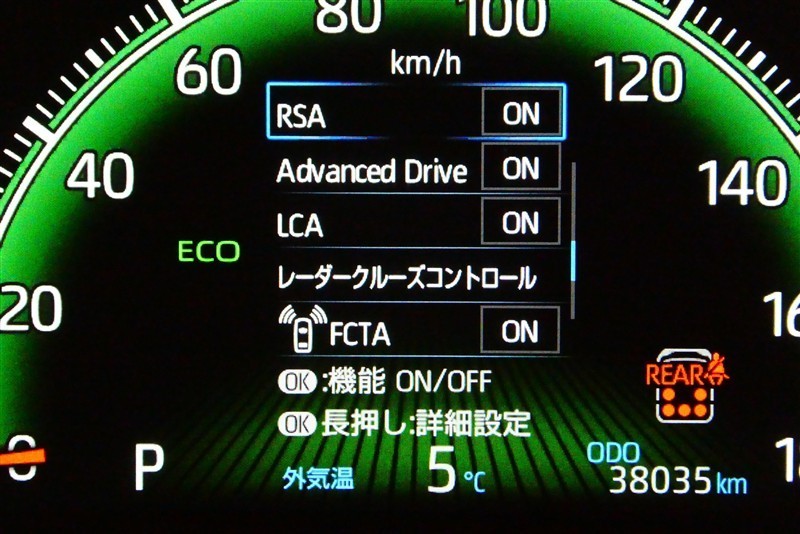 80
100
km/h
60
120
RSA ON
Advanced Drive ON
40
140
LCA ON
ECO
レーダークルーズコントロール
20
FCTA ON
REAR
OK:機能 ON/OFF
OK長押し:詳細設定
P
外気温 5℃
ODO
38035km